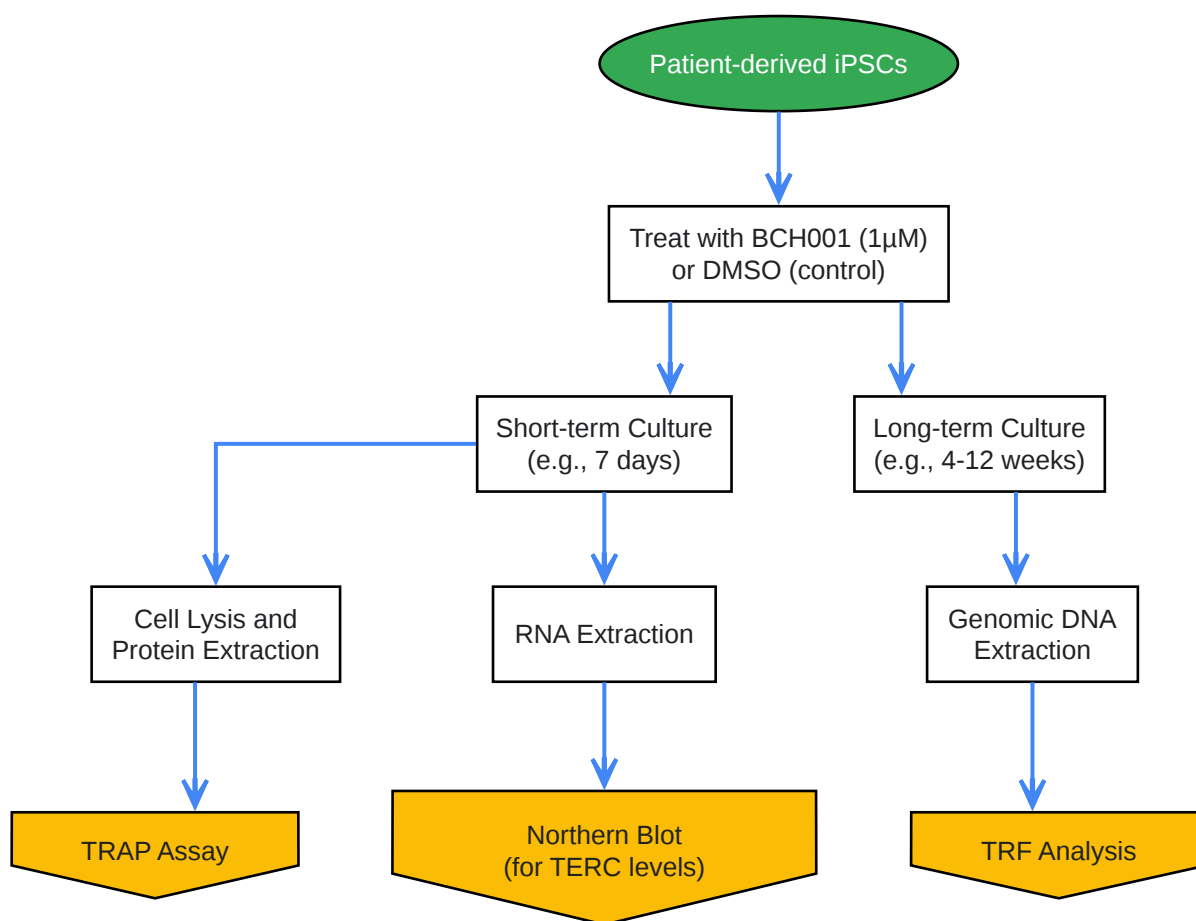 Patient-derived iPSCs
Treat with BCH001 (1µM)
or DMSO (control)
Short-term Culture
(e.g., 7 days)
Long-term Culture
(e.g., 4-12 weeks)
Cell Lysis and
Protein Extraction
RNA Extraction
Genomic DNA
Extraction
TRAP Assay
Northern Blot
(for TERC levels)
TRF Analysis